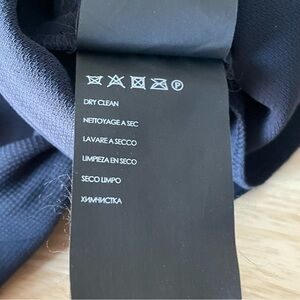 P
DRY CLEAN
NETTOYAGE A SEC
LAVARE A SECCO
LIMPIEZA EN SECO
SECO LIMPO
ХИМЧИСТКА